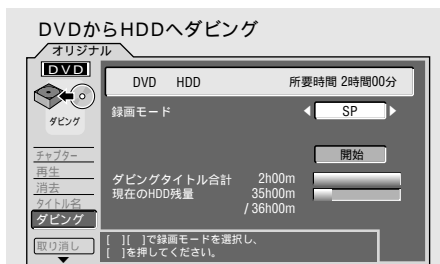 DVDからHDDへダビング
オリジナル
DVD
ダビング
チャプター
再生
消去
タイトル名
ダビング
取り消し
DVD HDD 所要時間 2時間00分
録画モード SP
開始
ダビングタイトル合計 2h00m
現在のHDD残量 35h00m
/ 36h00m
[ ][ ]で録画モードを選択し、
[ ]を押してください。